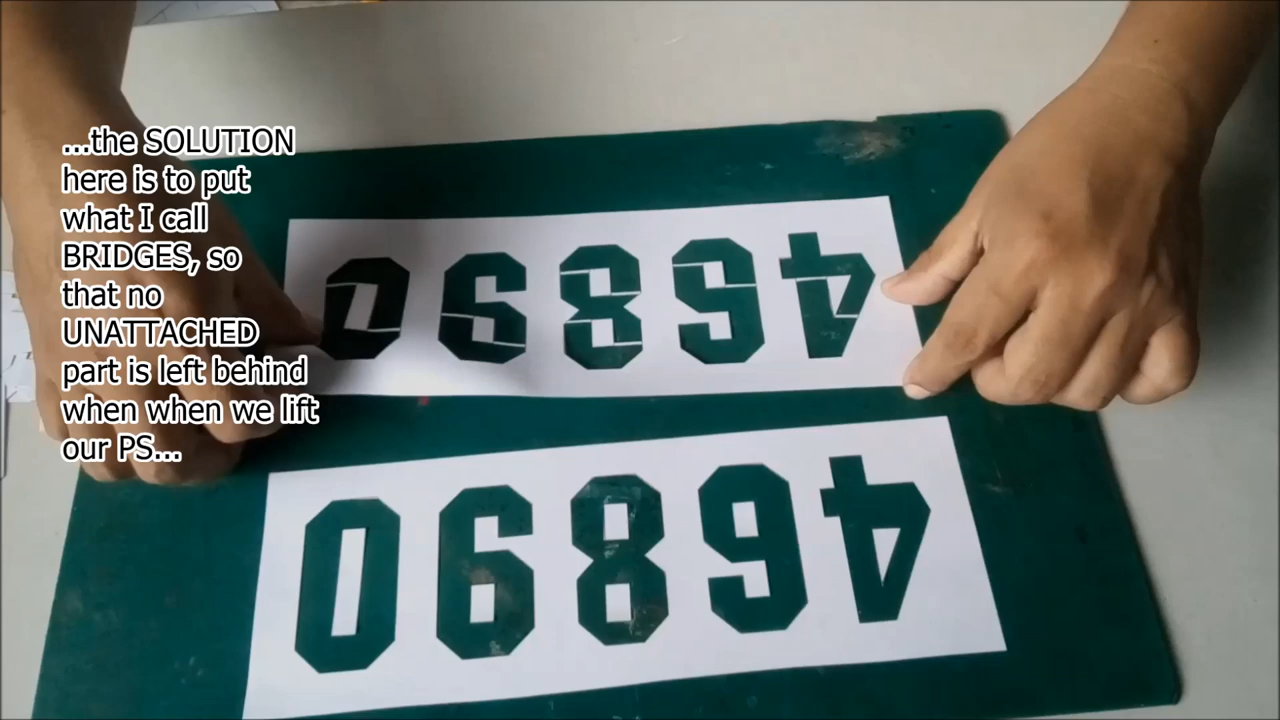 ...the SOLUTION
here is to put
what I call
BRIDGES, so
that no
UNATTACHED
part is left behind
when when we lift
our PS...
46890
46890